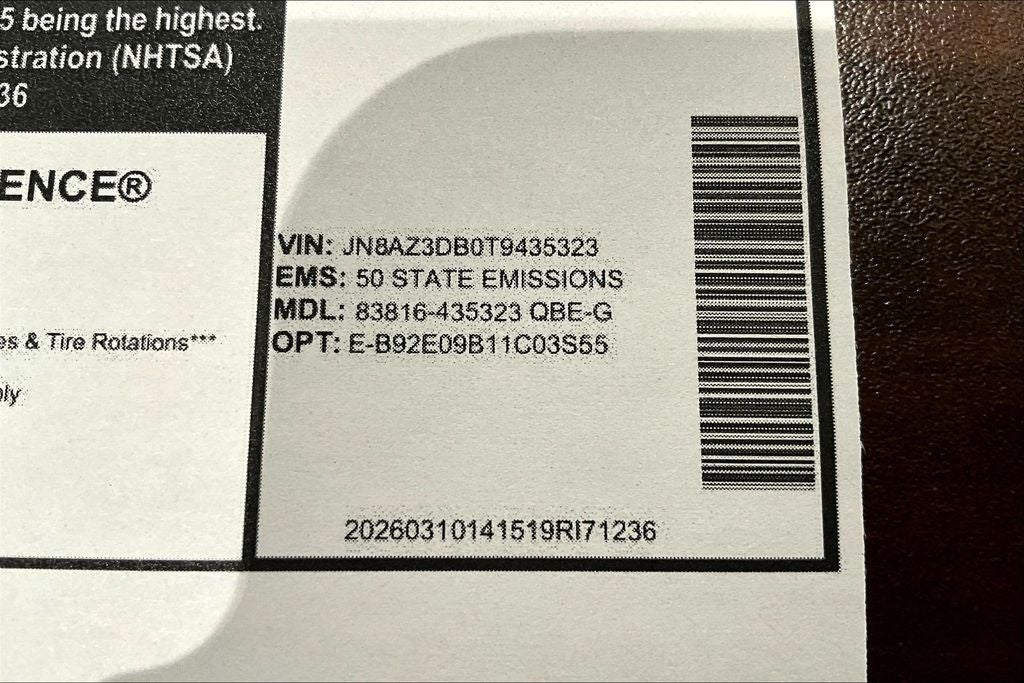 5 being the highest.
stration (NHTSA)
36
ENCE®
VIN: JN8AZ3DB0T9435323
EMS: 50 STATE EMISSIONS
MDL: 83816-435323 QBE-G
OPT: E-B92E09B11C03S55
es & Tire Rotations***
ply
20260310141519RI71236